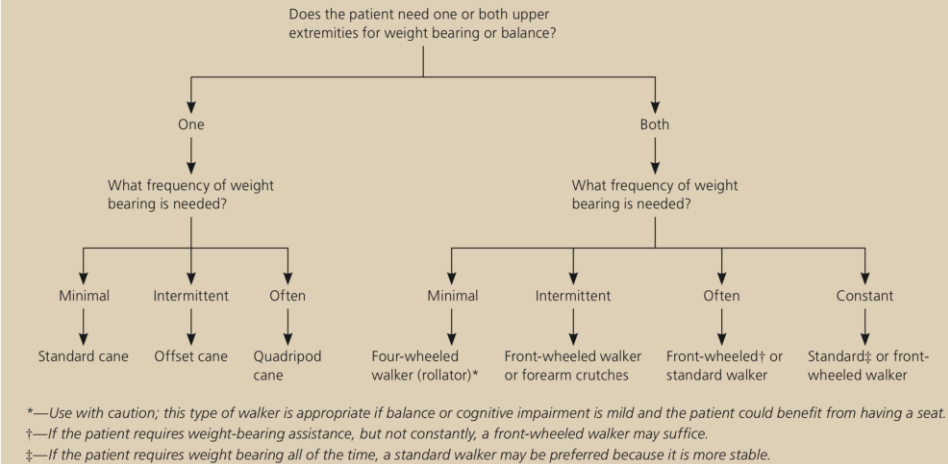 Does the patient need one or both upper
extremities for weight bearing or balance?
One
Both
What frequency of weight
bearing is needed?
What frequency of weight
bearing is needed?
Minimal
Intermittent
Often
Minimal
Intermittent
Often
Constant
Standard cane
Offset cane
Quadripod
cane
Four-wheeled
walker (rollator)*
Front-wheeled walker
or forearm crutches
Front-wheeled† or
standard walker
Standard‡ or front-
wheeled walker
*—Use with caution; this type of walker is appropriate if balance or cognitive impairment is mild and the patient could benefit from having a seat.
†—If the patient requires weight-bearing assistance, but not constantly, a front-wheeled walker may suffice.
‡—If the patient requires weight bearing all of the time, a standard walker may be preferred because it is more stable.